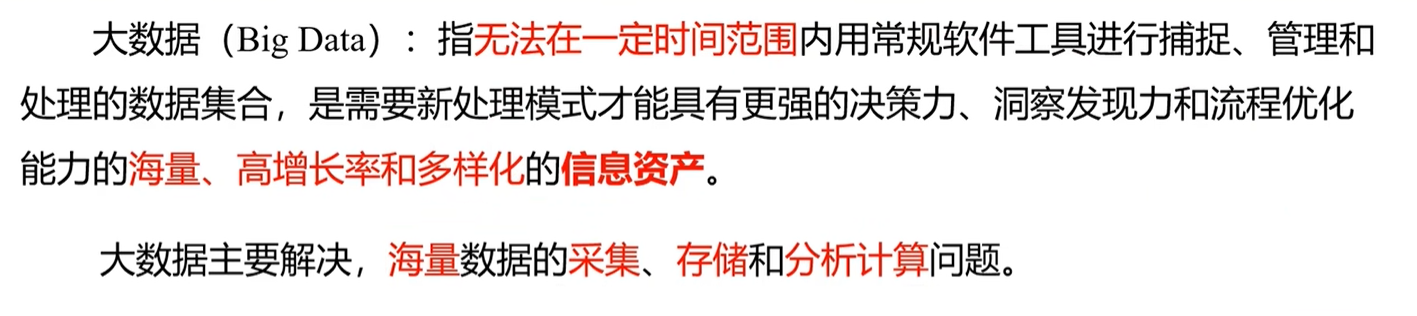 大数据（Big Data）：指无法在一定时间范围内用常规软件工具进行捕捉、管理和
处理的数据集合，是需要新处理模式才能具有更强的决策力、洞察发现力和流程优化
能力的海量、高增长率和多样化的信息资产。
大数据主要解决，海量数据的采集、存储和分析计算问题。